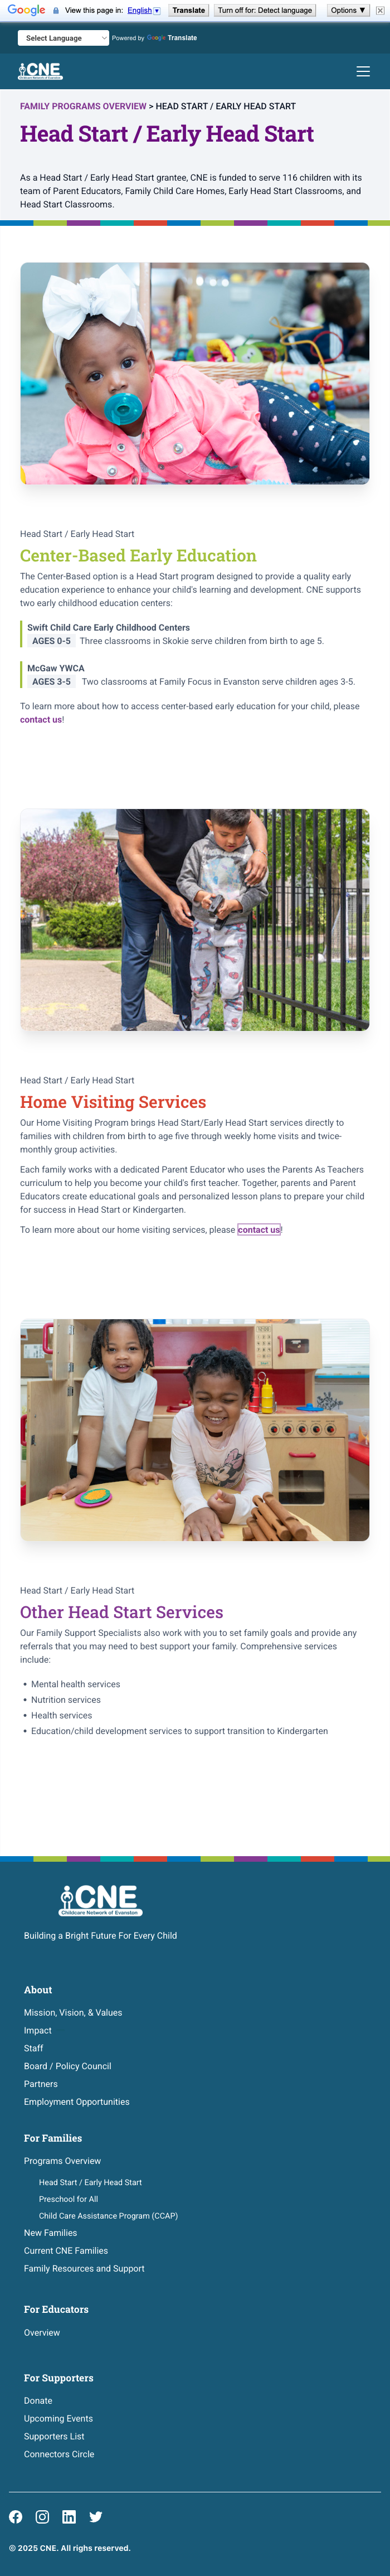 Google View this page in: English ▼ Translate Turn off for: Detect language Options ▼
Select Language Powered by Google Translate
CNE
Childcare Network of Evanston
FAMILY PROGRAMS OVERVIEW > HEAD START / EARLY HEAD START
Head Start / Early Head Start
As a Head Start / Early Head Start grantee, CNE is funded to serve 116 children with its
team of Parent Educators, Family Child Care Homes, Early Head Start Classrooms, and
Head Start Classrooms.
Head Start / Early Head Start
Center-Based Early Education
The Center-Based option is a Head Start program designed to provide a quality early
education experience to enhance your child's learning and development. CNE supports
two early childhood education centers:
Swift Child Care Early Childhood Centers
AGES 0-5 Three classrooms in Skokie serve children from birth to age 5.
McGaw YWCA
AGES 3-5 Two classrooms at Family Focus in Evanston serve children ages 3-5.
To learn more about how to access center-based early education for your child, please
contact us!
Head Start / Early Head Start
Home Visiting Services
Our Home Visiting Program brings Head Start/Early Head Start services directly to
families with children from birth to age five through weekly home visits and twice-
monthly group activities.
Each family works with a dedicated Parent Educator who uses the Parents As Teachers
curriculum to help you become your child's first teacher. Together, parents and Parent
Educators create educational goals and personalized lesson plans to prepare your child
for success in Head Start or Kindergarten.
To learn more about our home visiting services, please contact us!
Head Start / Early Head Start
Other Head Start Services
Our Family Support Specialists also work with you to set family goals and provide any
referrals that you may need to best support your family. Comprehensive services
include:
• Mental health services
• Nutrition services
• Health services
• Education/child development services to support transition to Kindergarten
CNE
Childcare Network of Evanston
Building a Bright Future For Every Child
About
Mission, Vision, & Values
Impact
Staff
Board / Policy Council
Partners
Employment Opportunities
For Families
Programs Overview
Head Start / Early Head Start
Preschool for All
Child Care Assistance Program (CCAP)
New Families
Current CNE Families
Family Resources and Support
For Educators
Overview
For Supporters
Donate
Upcoming Events
Supporters List
Connectors Circle
© 2025 CNE. All righs reserved.